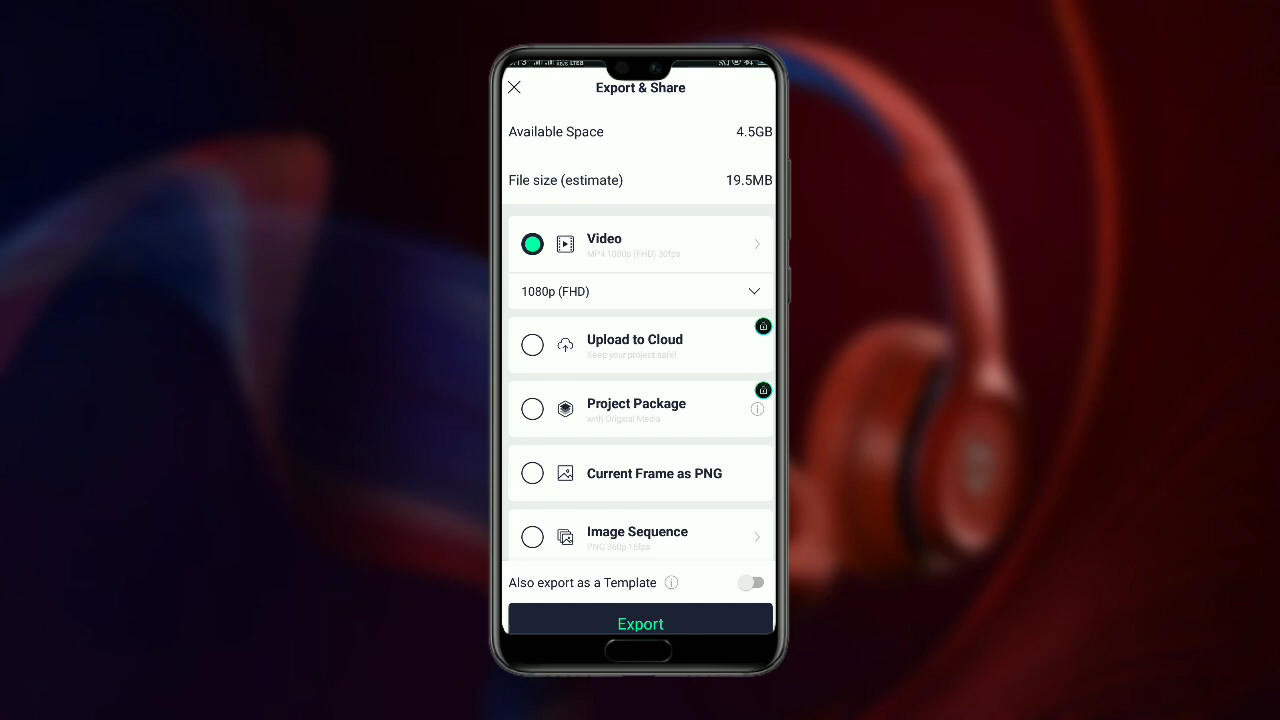 Export & Share
Available Space 4.5GB
File size (estimate) 19.5MB
Video
MP4 1080p (FHD) 30fps
1080p (FHD)
Upload to Cloud
Keep your project safe!
Project Package
with Original Media
Current Frame as PNG
Image Sequence
PNG 360p 15fps
Also export as a Template
Export